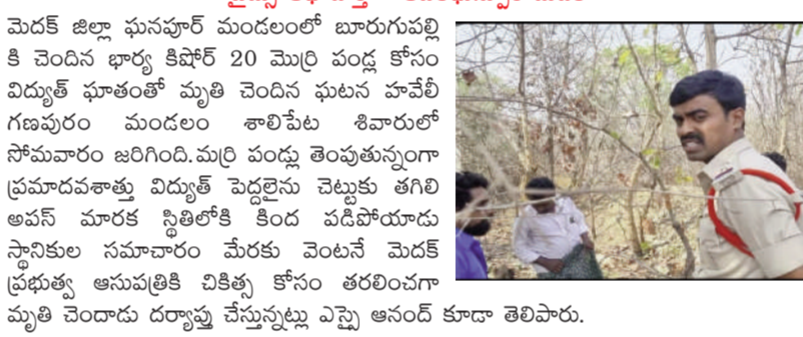 మెదక్ జిల్లా ఘనపూర్ మండలంలో బూరుగుపల్లి
కి చెందిన భార్య కిషోర్ 20 మొర్రి పండ్ల కోసం
విద్యుత్ ఘాతంతో మృతి చెందిన ఘటన హవేలీ
గణపురం మండలం శాలిపేట శివారులో
సోమవారం జరిగింది.మర్రి పండ్లు తెంపుతున్నంగా
ప్రమాదవశాత్తు విద్యుత్ పెద్దలైను చెట్టుకు తగిలి
అపస్ మారక స్థితిలోకి కింద పడిపోయాడు
స్థానికుల సమాచారం మేరకు వెంటనే మెదక్
ప్రభుత్వ ఆసుపత్రికి చికిత్స కోసం తరలించగా
మృతి చెందాడు దర్యాప్తు చేస్తున్నట్లు ఎస్సై ఆనంద్ కూడా తెలిపారు.